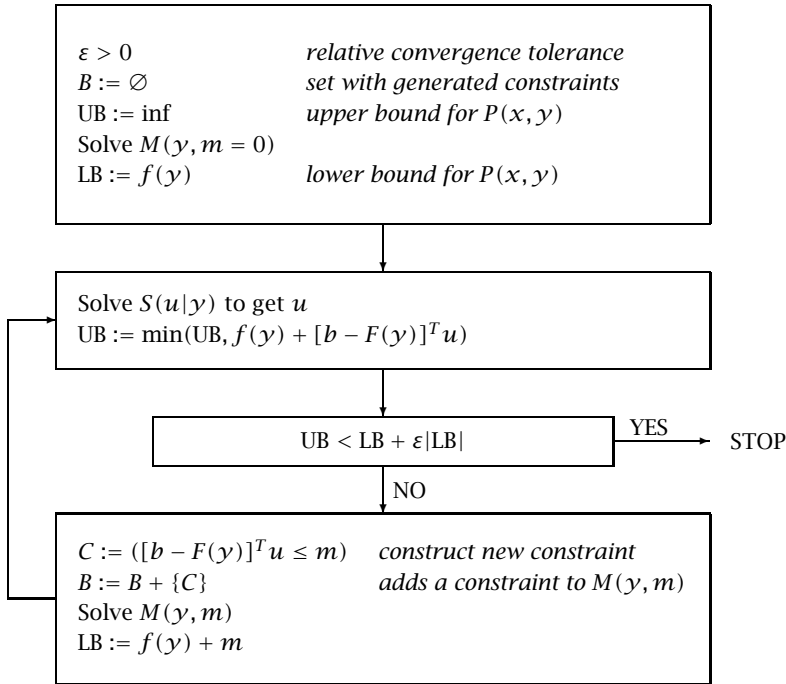 ε > 0 relative convergence tolerance
B := ∅ set with generated constraints
UB := inf upper bound for P(x, y)
Solve M(y, m = 0)
LB := f(y) lower bound for P(x, y)
Solve S(u|y) to get u
UB := min(UB, f(y) + [b − F(y)]^T u)
UB < LB + ε|LB|
YES
STOP
NO
C := ([b − F(y)]^T u ≤ m) construct new constraint
B := B + {C} adds a constraint to M(y, m)
Solve M(y, m)
LB := f(y) + m